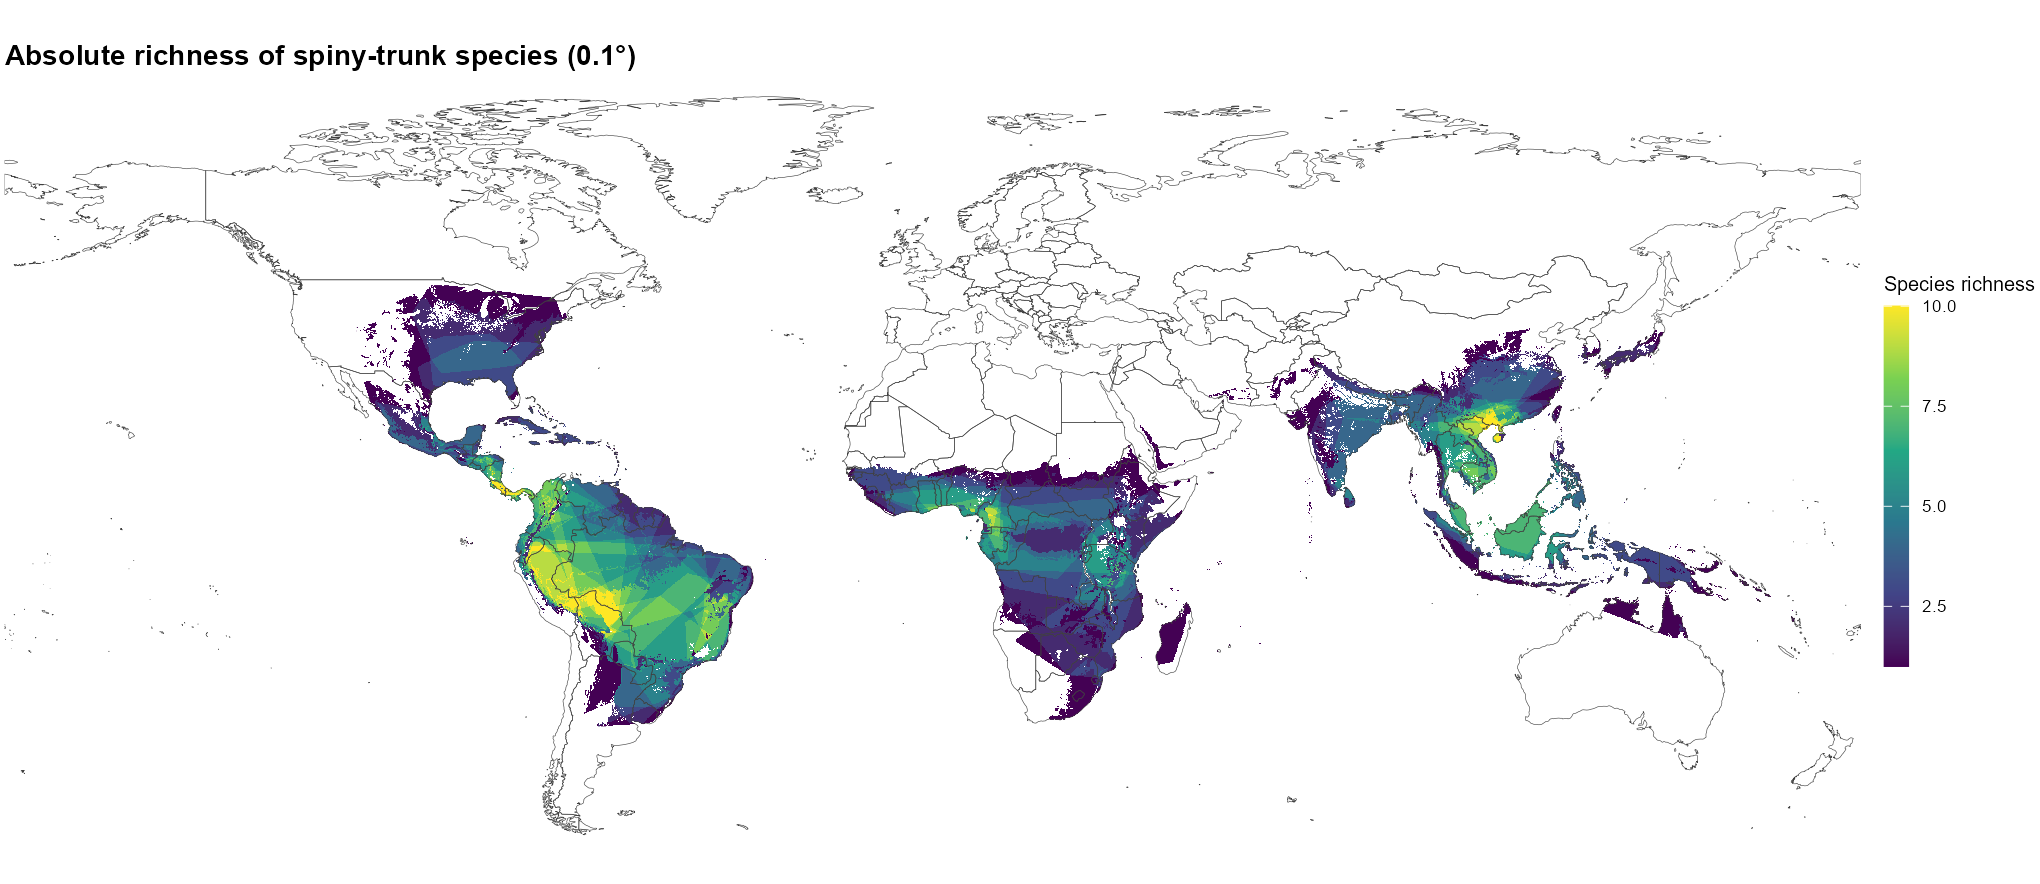 Absolute richness of spiny-trunk species (0.1°)
Species richness
10.0
7.5
5.0
2.5